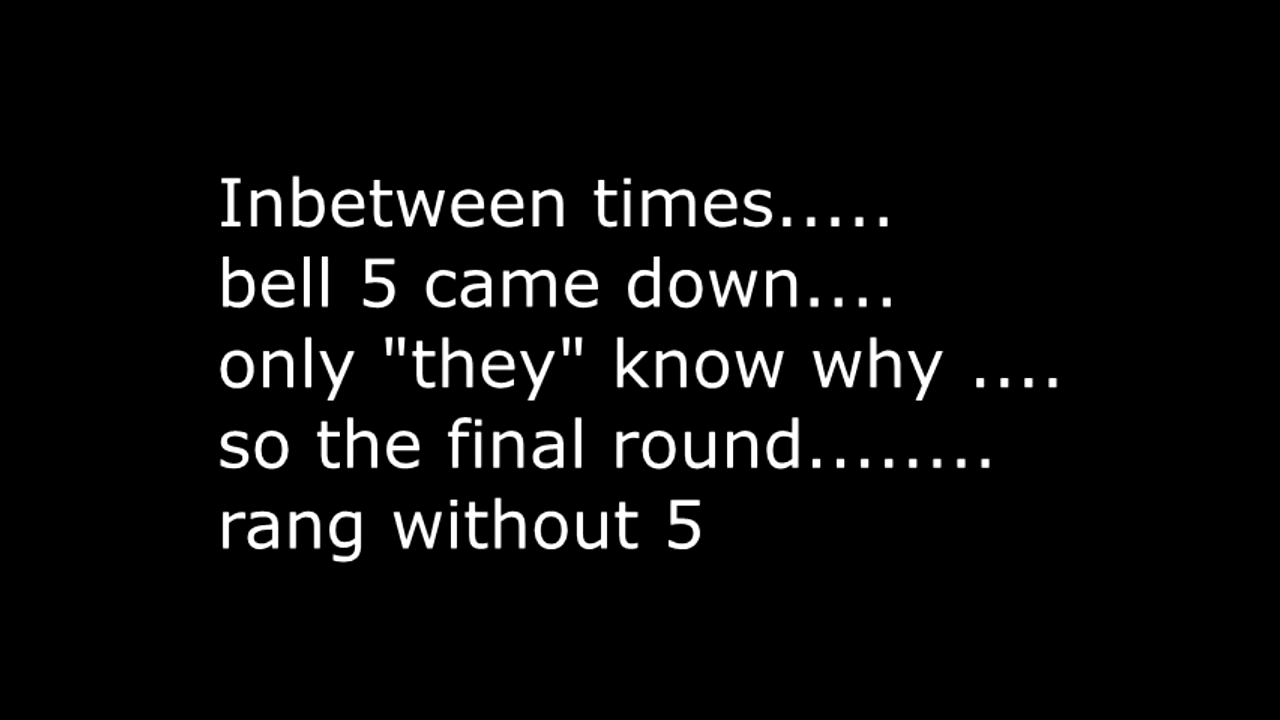 Inbetween times.....
bell 5 came down....
only "they" know why ....
so the final round........
rang without 5